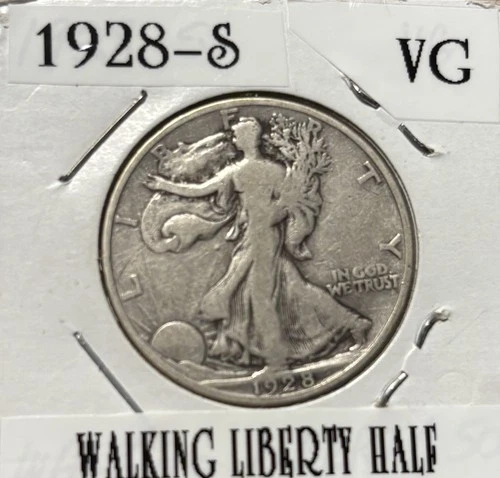 1928-S
VG
LIBERTY
IN GOD
WE TRUST
1928
WALKING LIBERTY HALF